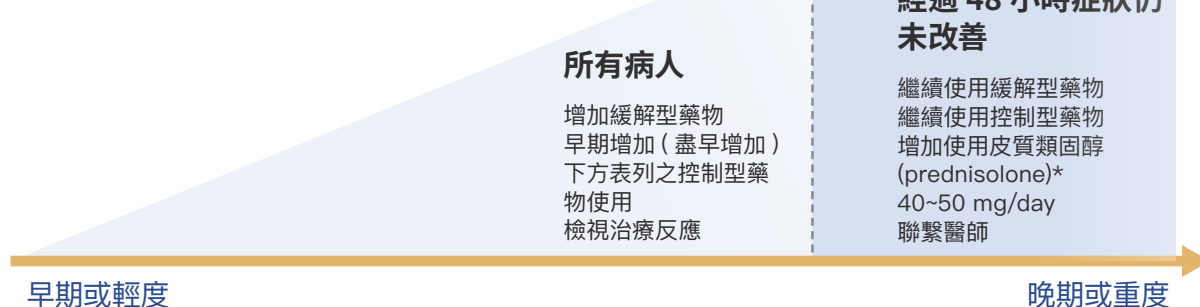 所有病人
增加緩解型藥物
早期增加 ( 盡早增加 )
下方表列之控制型藥
物使用
檢視治療反應
經過 48 小時症狀仍
未改善
繼續使用緩解型藥物
繼續使用控制型藥物
增加使用皮質類固醇
(prednisolone)*
40~50 mg/day
聯繫醫師
早期或輕度
晚期或重度